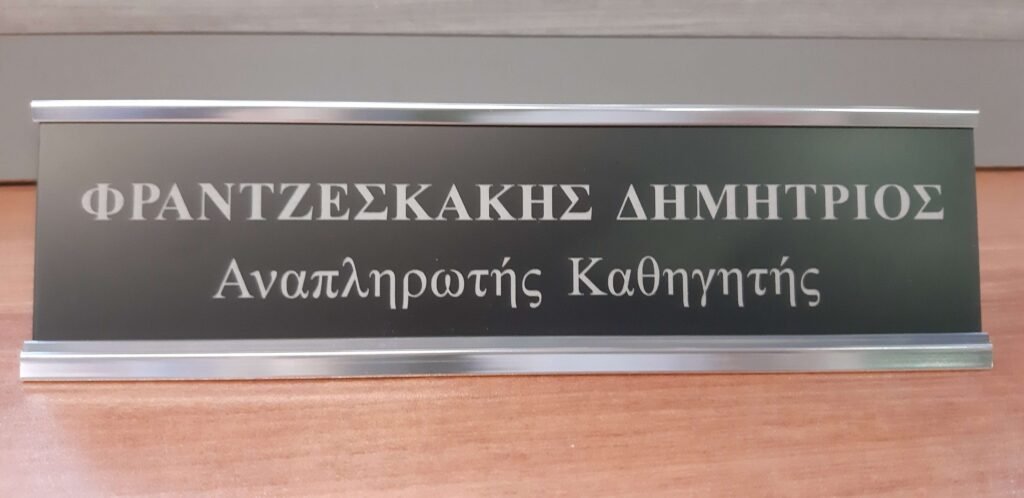 ΦΡΑΝΤΖΕΣΚΑΚΗΣ ΔΗΜΗΤΡΙΟΣ
Αναπληρωτής Καθηγητής